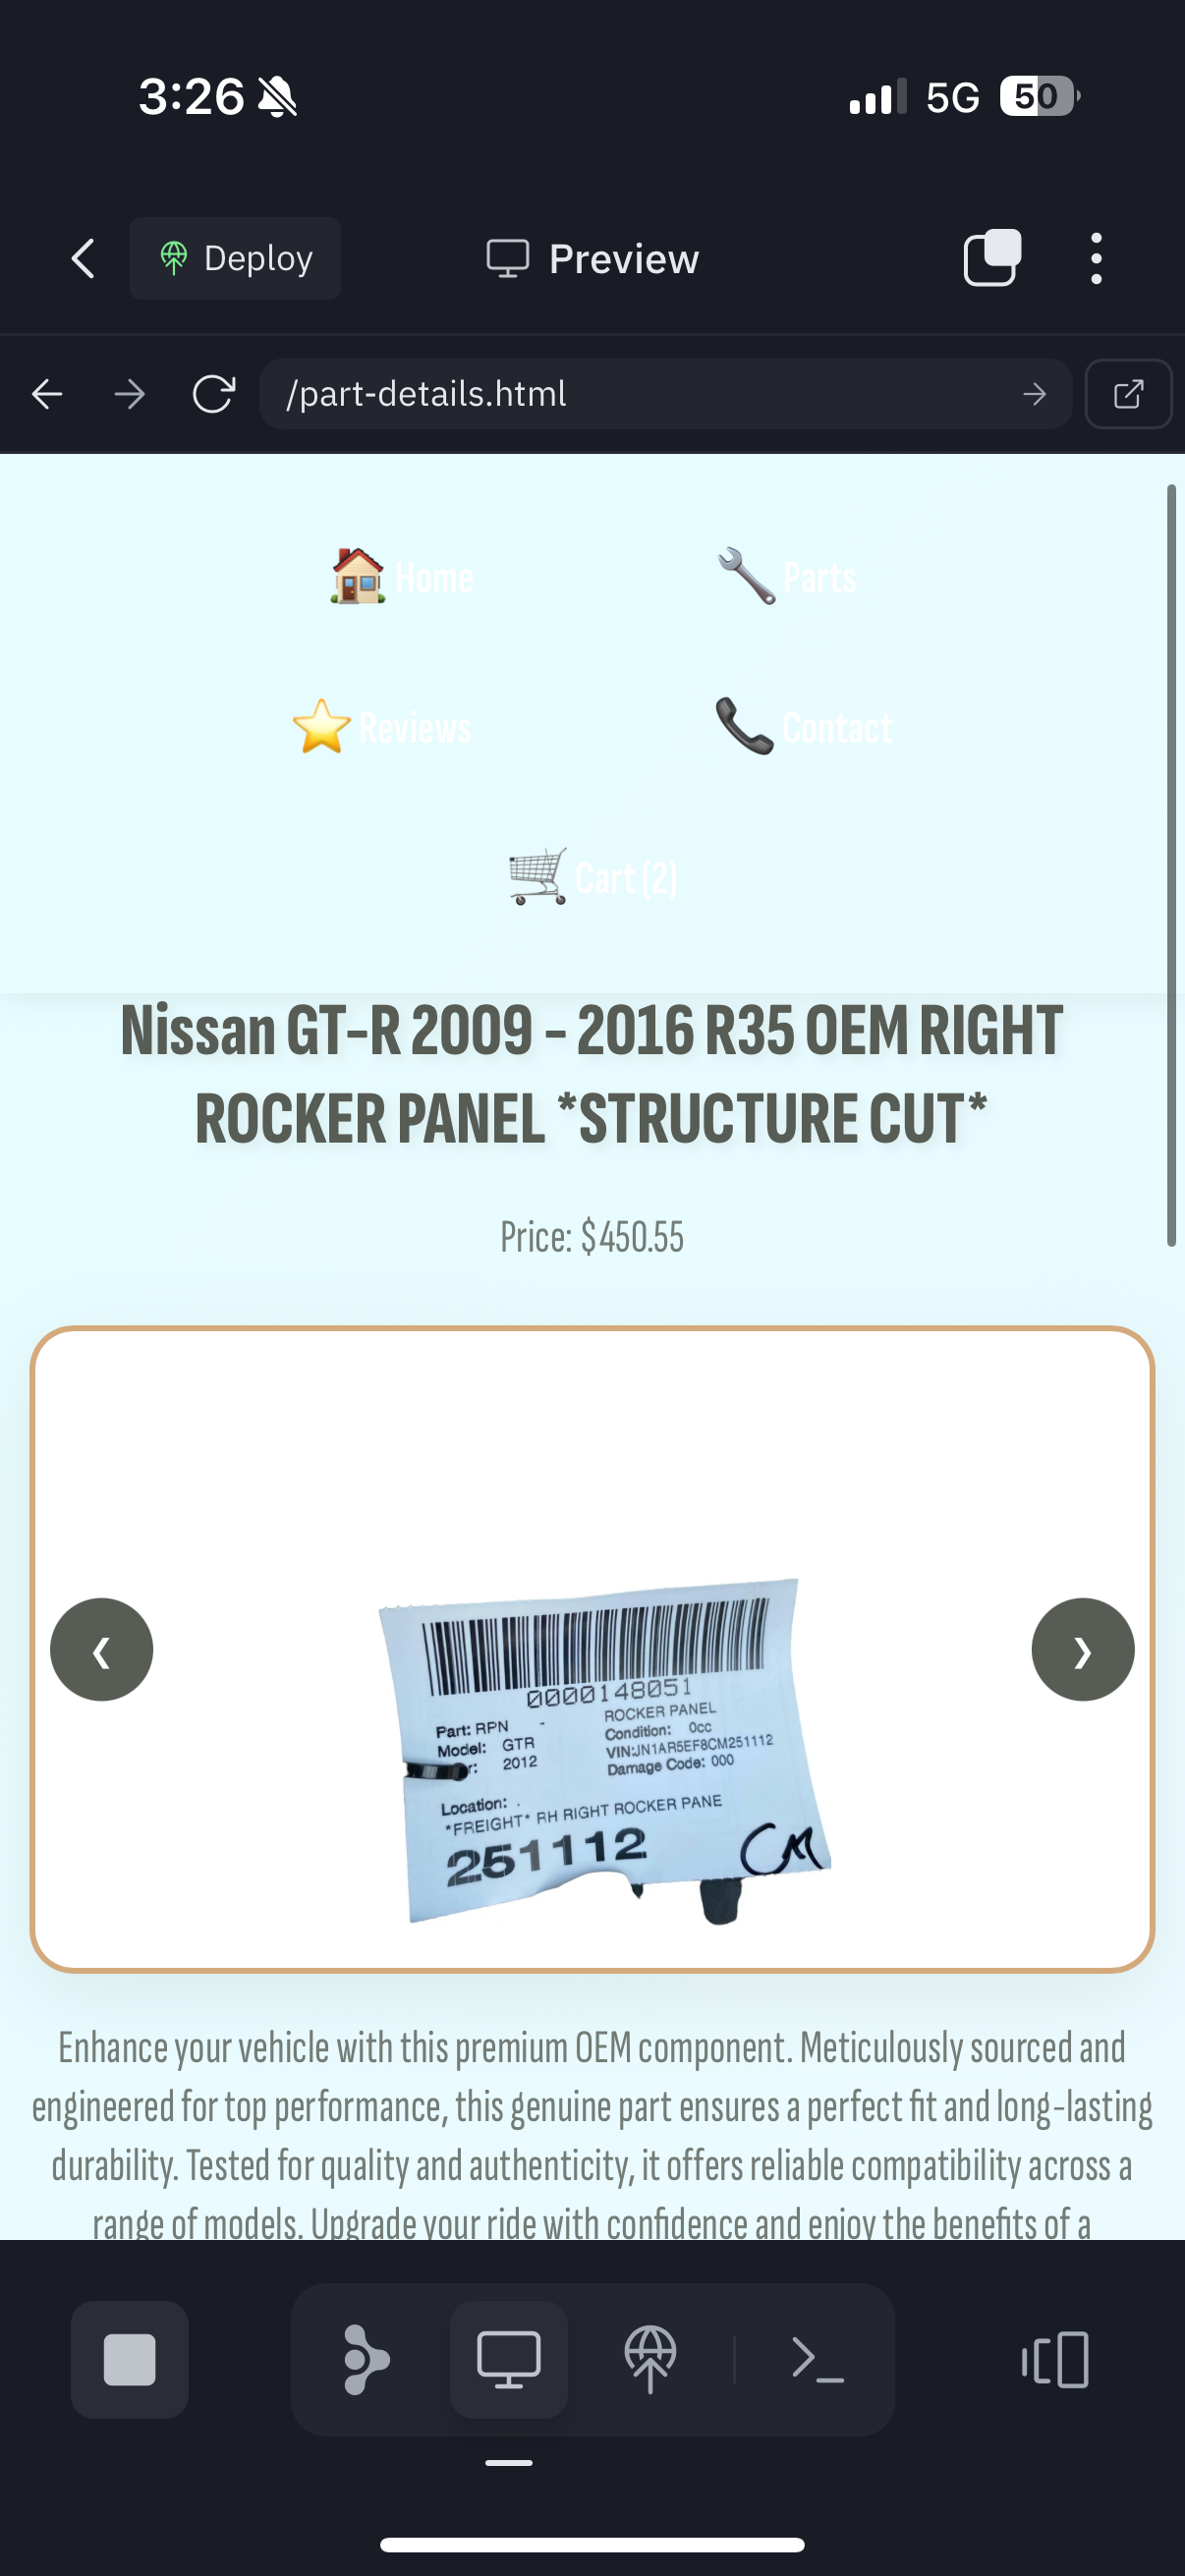 3:26 5G 50
Deploy Preview
/part-details.html
Home Parts
Reviews Contact
Cart (2)
Nissan GT-R 2009 - 2016 R35 OEM RIGHT
ROCKER PANEL *STRUCTURE CUT*
Price: $450.55
0000148051
Part: RPN - ROCKER PANEL
Model: GTR Condition: 0cc
r: 2012 VIN:JN1AR5EF8CM251112
Damage Code: 000
Location: .
*FREIGHT* RH RIGHT ROCKER PANE
251112 CM
Enhance your vehicle with this premium OEM component. Meticulously sourced and
engineered for top performance, this genuine part ensures a perfect fit and long-lasting
durability. Tested for quality and authenticity, it offers reliable compatibility across a
range of models. Upgrade your ride with confidence and enjoy the benefits of a